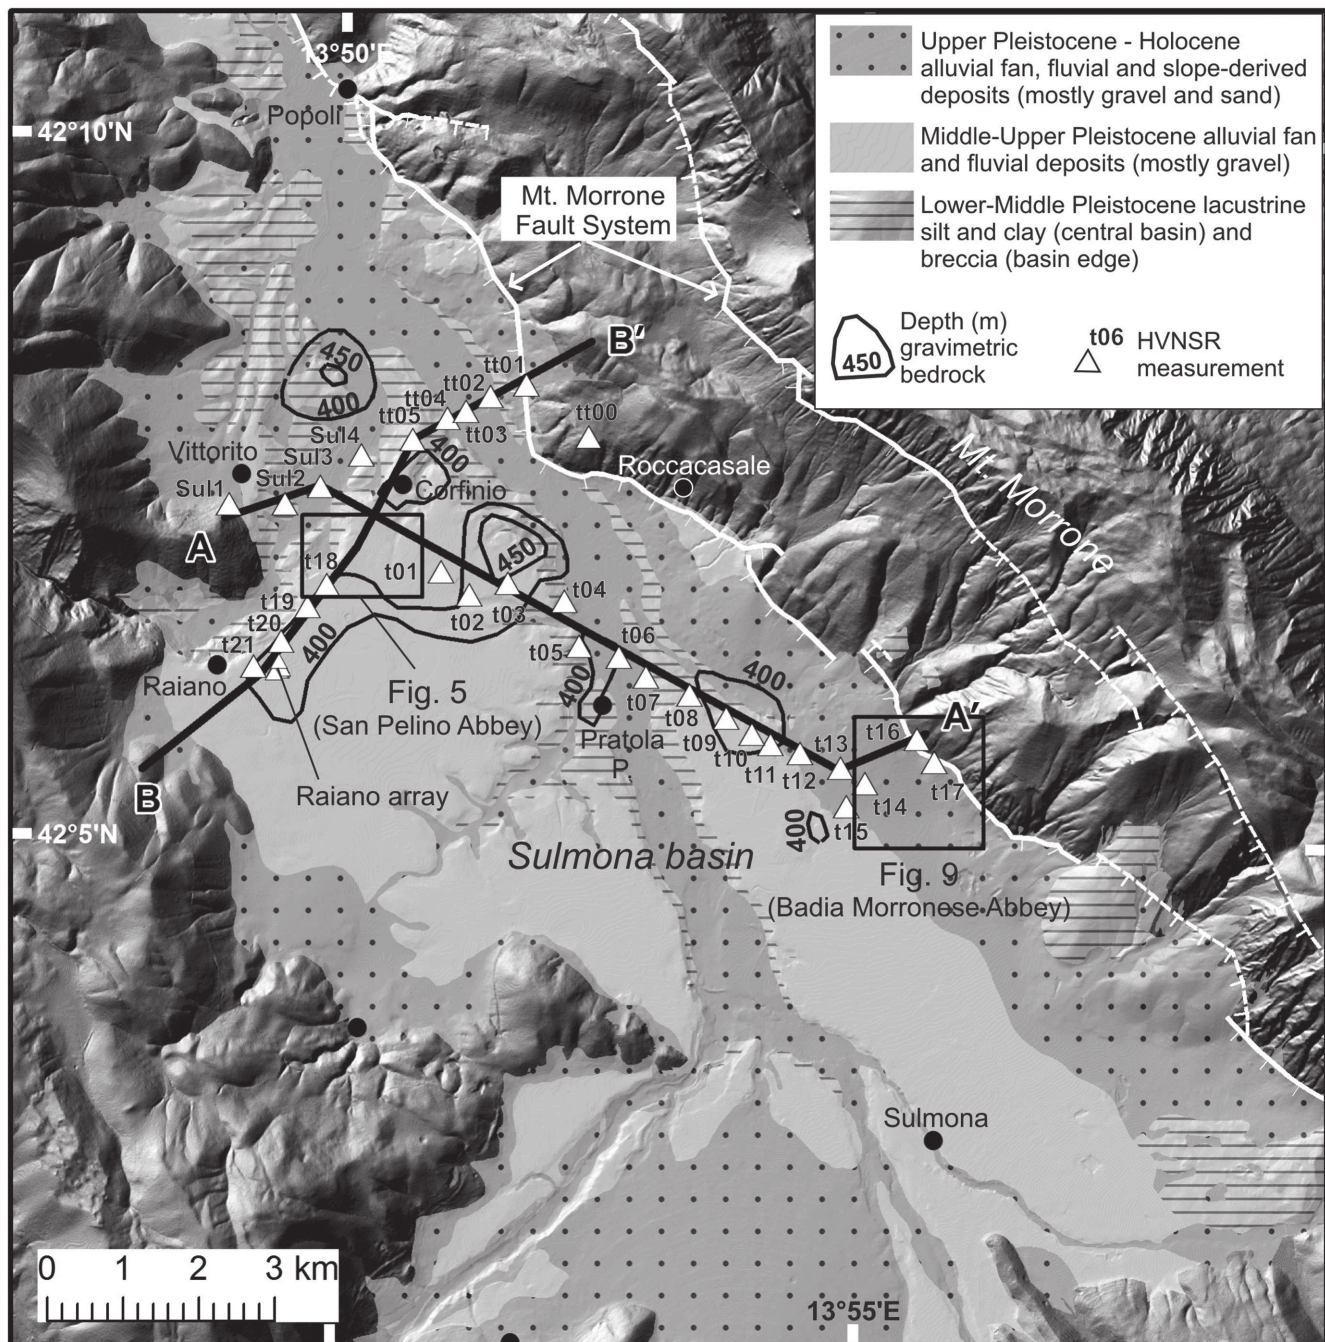 13°50'E
Popoli
42°10'N
Upper Pleistocene - Holocene
alluvial fan, fluvial and slope-derived
deposits (mostly gravel and sand)
Middle-Upper Pleistocene alluvial fan
and fluvial deposits (mostly gravel)
Lower-Middle Pleistocene lacustrine
silt and clay (central basin) and
breccia (basin edge)
450
Depth (m)
gravimetric
bedrock
t06
HVNSR
measurement
Mt. Morrone
Fault System
B'
450
400
tt01
tt02
tt04
tt05
tt03
tt00
Sul4
400
Vittorito
Sul3
Sul2
Sul1
Corfinio
Roccacasale
Mt. Morrone
A
t18
t01
450
t04
t02
t03
t19
t20
t21
400
t05
t06
Raiano
Fig. 5
(San Pelino Abbey)
400
t07
400
t08
Pratola
P.
t09
t10
t11
t12
t13
t16
A'
t17
t14
t15
400
B
Raiano array
42°5'N
Sulmona basin
Fig. 9
(Badia Morronese Abbey)
Sulmona
0 1 2 3 km
13°55'E